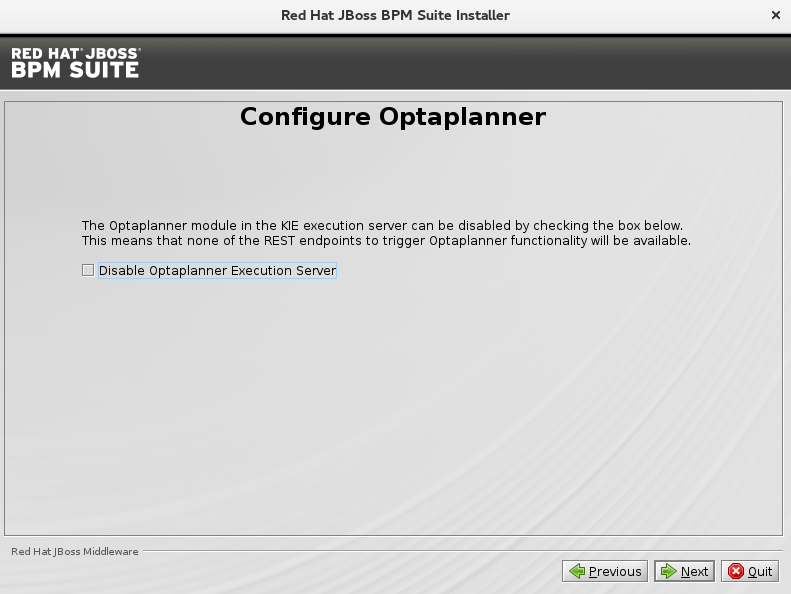 Red Hat JBoss BPM Suite Installer
RED HAT® JBOSS®
BPM SUITE
Configure Optaplanner
The Optaplanner module in the KIE execution server can be disabled by checking the box below.
This means that none of the REST endpoints to trigger Optaplanner functionality will be available.
Disable Optaplanner Execution Server
Red Hat JBoss Middleware
Previous Next Quit